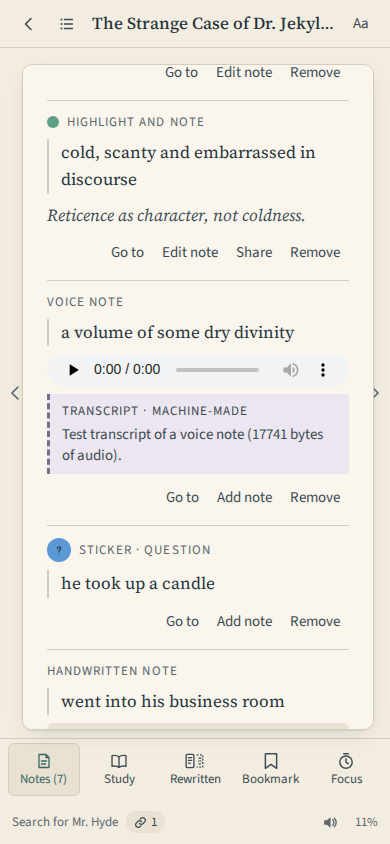 The Strange Case of Dr. Jekyl... Aa
Go to Edit note Remove
HIGHLIGHT AND NOTE
cold, scanty and embarrassed in
discourse
Reticence as character, not coldness.
Go to Edit note Share Remove
VOICE NOTE
a volume of some dry divinity
0:00 / 0:00
TRANSCRIPT · MACHINE-MADE
Test transcript of a voice note (17741 bytes
of audio).
Go to Add note Remove
? STICKER · QUESTION
he took up a candle
Go to Add note Remove
HANDWRITTEN NOTE
went into his business room
Notes (7) Study Rewritten Bookmark Focus
Search for Mr. Hyde 1 11%